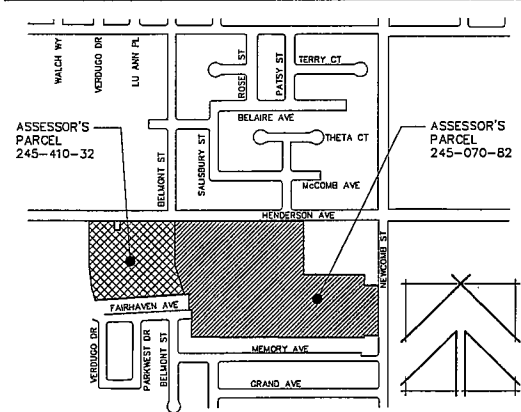 WALCH WY
VERDUGO DR
LU ANN PL
ROSE ST
PATSY ST
TERRY CT
BELAIRE AVE
ASSESSOR'S
PARCEL
245-410-32
BELMONT ST
SALISBURY ST
THETA CT
ASSESSOR'S
PARCEL
245-070-82
McCOMB AVE
HENDERSON AVE
NEWCOMB ST
FAIRHAVEN AVE
VERDUGO DR
PARKWEST DR
BELMONT ST
MEMORY AVE
GRAND AVE